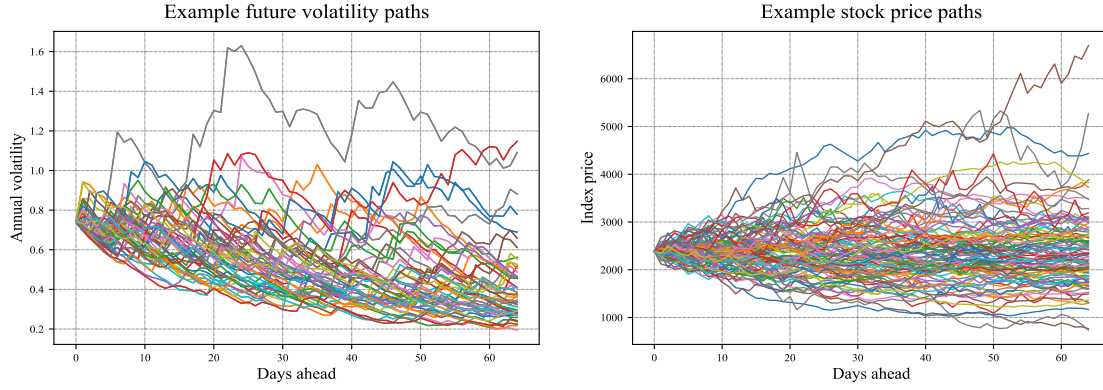 Example future volatility paths
1.6
1.4
1.2
1.0
0.8
0.6
0.4
0.2
Annual volatility
0 10 20 30 40 50 60
Days ahead
Example stock price paths
6000
5000
4000
3000
2000
1000
Index price
0 10 20 30 40 50 60
Days ahead